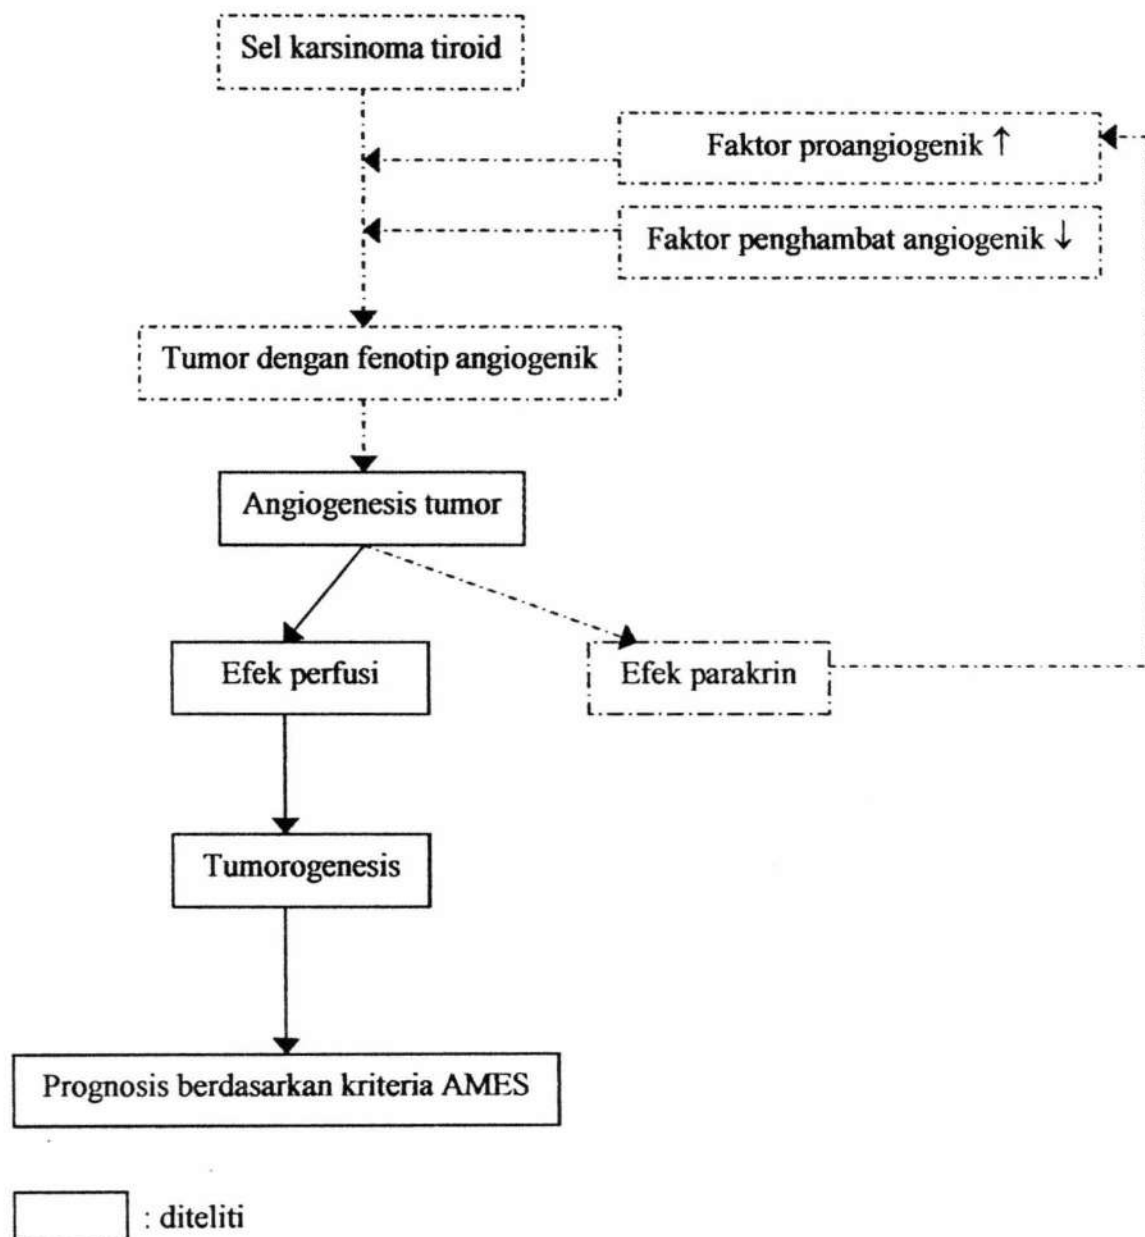 Sel karsinoma tiroid
Faktor proangiogenik ↑
Faktor penghambat angiogenik ↓
Tumor dengan fenotip angiogenik
Angiogenesis tumor
Efek perfusi
Efek parakrin
Tumorogenesis
Prognosis berdasarkan kriteria AMES
: diteliti